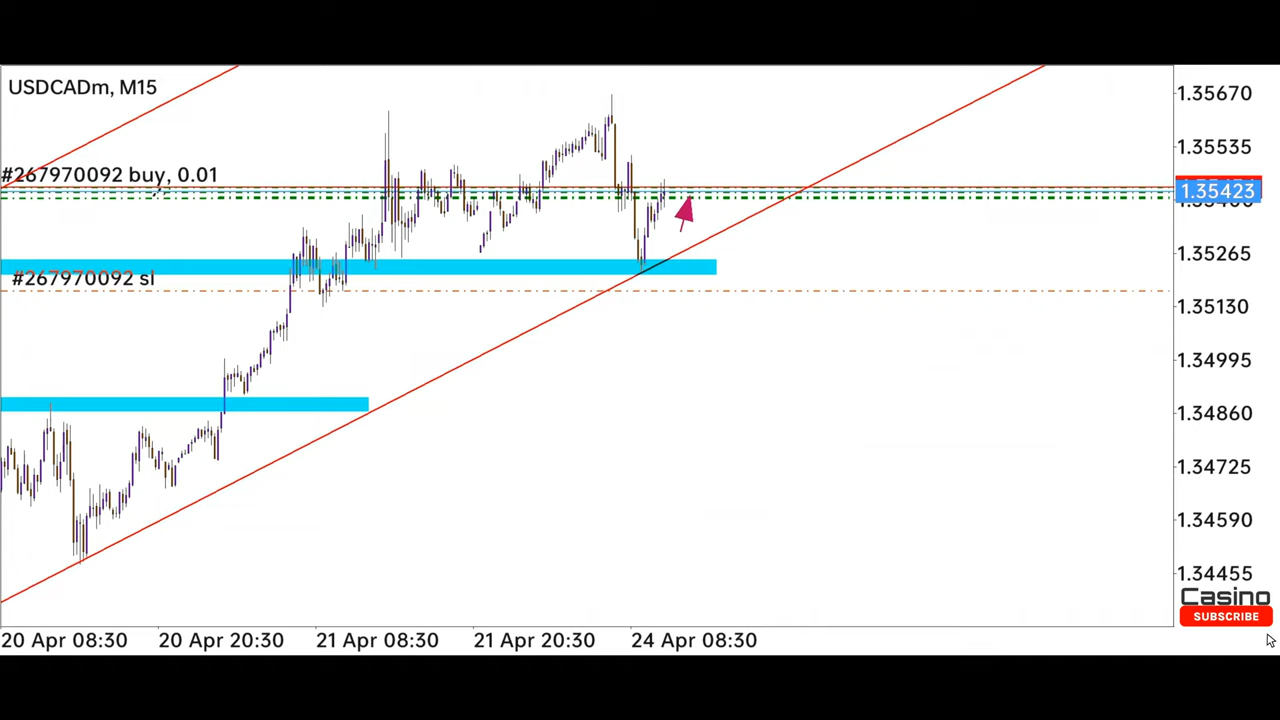 USDCADm, M15
1.35670
1.35535
#267970092 buy, 0.01
1.35423
1.35265
#267970092 sl
1.35130
1.34995
1.34860
1.34725
1.34590
1.34455
Casino
SUBSCRIBE
20 Apr 08:30
20 Apr 20:30
21 Apr 08:30
21 Apr 20:30
24 Apr 08:30